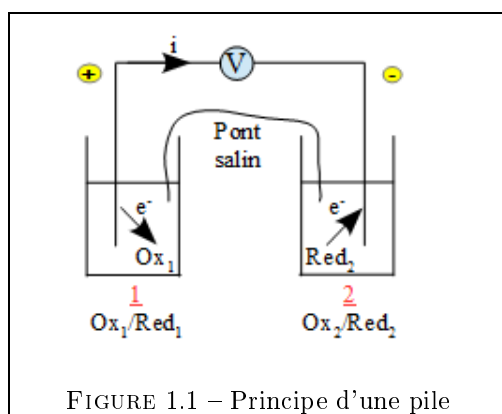 i
+ V -
Pont
salin
e⁻ e⁻
Ox₁ Red₂
1 2
Ox₁/Red₁ Ox₂/Red₂
FIGURE 1.1 – Principe d'une pile